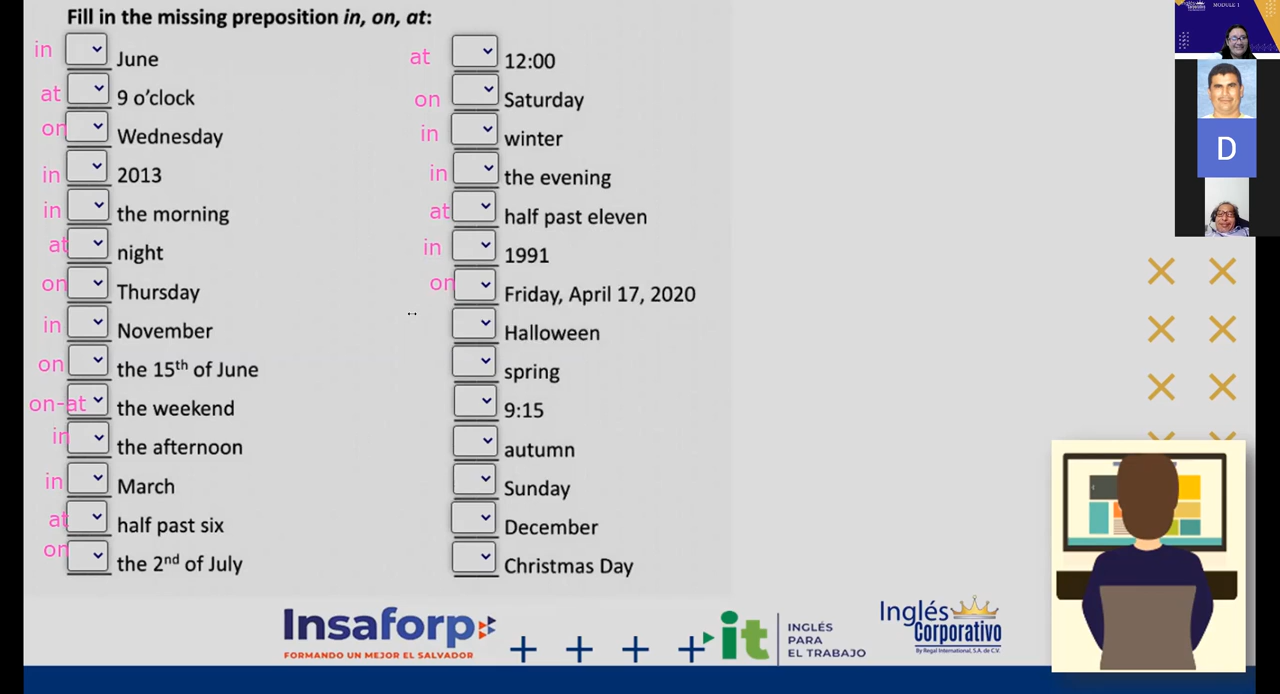 Fill in the missing preposition in, on, at:
in June
at 9 o’clock
on Wednesday
in 2013
in the morning
at night
on Thursday
in November
on the 15th of June
on-at the weekend
in the afternoon
in March
at half past six
on the 2nd of July
at 12:00
on Saturday
in winter
in the evening
at half past eleven
in 1991
on Friday, April 17, 2020
Halloween
spring
9:15
autumn
Sunday
December
Christmas Day
Insaforp
FORMANDO UN MEJOR EL SALVADOR
it
INGLÉS
PARA
EL TRABAJO
Inglés
Corporativo
By Regal International, S.A. de C.V.
Inglés
Corporativo
MODULE 1
D